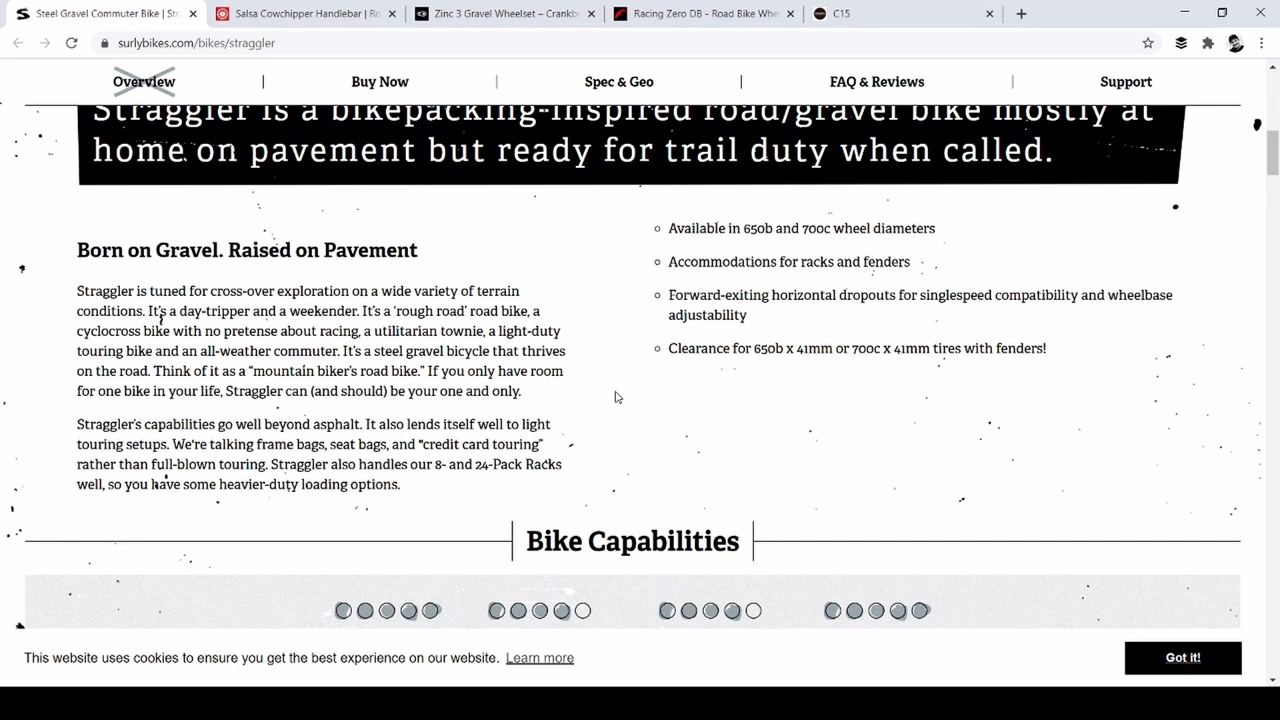 Steel Gravel Commuter Bike | Str
Salsa Cowchipper Handlebar | Ro
Zinc 3 Gravel Wheelset – Crankbr
Racing Zero DB - Road Bike Whe
C15
surlybikes.com/bikes/straggler
Overview
Buy Now
Spec & Geo
FAQ & Reviews
Support
Straggler is a bikepacking-inspired road/gravel bike mostly at
home on pavement but ready for trail duty when called.
Born on Gravel. Raised on Pavement
Straggler is tuned for cross-over exploration on a wide variety of terrain
conditions. It's a day-tripper and a weekender. It's a ‘rough road’ road bike, a
cyclocross bike with no pretense about racing, a utilitarian townie, a light-duty
touring bike and an all-weather commuter. It's a steel gravel bicycle that thrives
on the road. Think of it as a “mountain biker's road bike.” If you only have room
for one bike in your life, Straggler can (and should) be your one and only.
Straggler's capabilities go well beyond asphalt. It also lends itself well to light
touring setups. We're talking frame bags, seat bags, and "credit card touring”
rather than full-blown touring. Straggler also handles our 8- and 24-Pack Racks
well, so you have some heavier-duty loading options.
Available in 650b and 700c wheel diameters
Accommodations for racks and fenders
Forward-exiting horizontal dropouts for singlespeed compatibility and wheelbase
adjustability
Clearance for 650b x 41mm or 700c x 41mm tires with fenders!
Bike Capabilities
This website uses cookies to ensure you get the best experience on our website. Learn more
Got it!